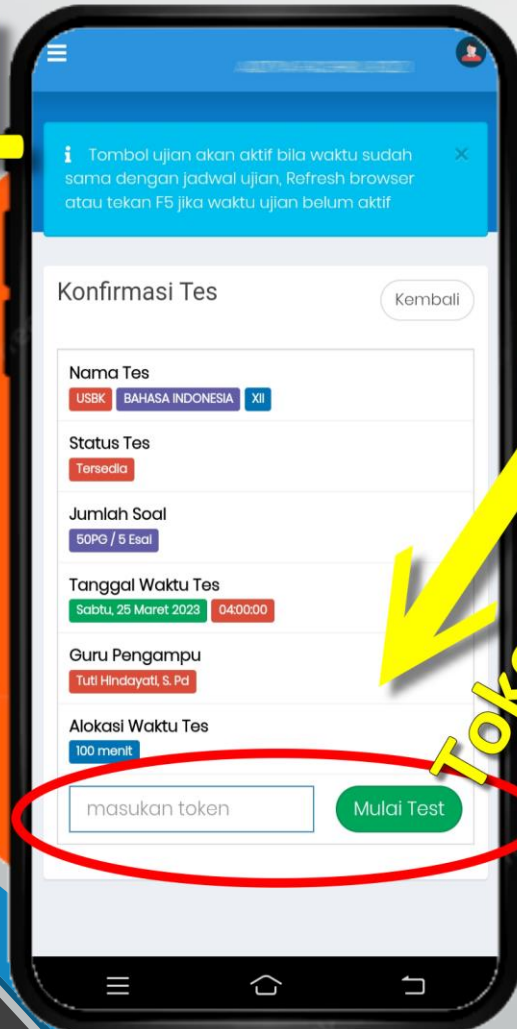 Tombol ujian akan aktif bila waktu sudah
sama dengan jadwal ujian, Refresh browser
atau tekan F5 jika waktu ujian belum aktif
Konfirmasi Tes
Kembali
Nama Tes
USBK BAHASA INDONESIA XII
Status Tes
Tersedia
Jumlah Soal
50PG / 5 Esai
Tanggal Waktu Tes
Sabtu, 25 Maret 2023 04:00:00
Guru Pengampu
Tuti Hindayati, S. Pd
Alokasi Waktu Tes
100 menit
masukan token
Mulai Test